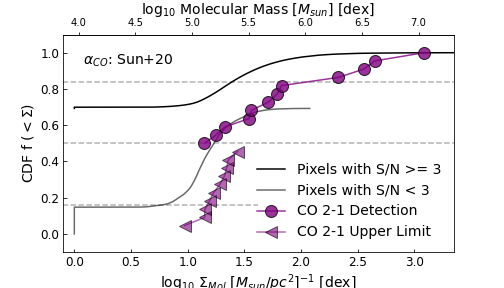 log₁₀ Molecular Mass [M_sun] [dex]
4.0 4.5 5.0 5.5 6.0 6.5 7.0
α_CO: Sun+20
CDF f ( < Σ)
1.0
0.8
0.6
0.4
0.2
0.0
Pixels with S/N >= 3
Pixels with S/N < 3
CO 2-1 Detection
CO 2-1 Upper Limit
0.0 0.5 1.0 1.5 2.0 2.5 3.0
log₁₀ Σ_Mol [M_sun/pc²]⁻¹ [dex]